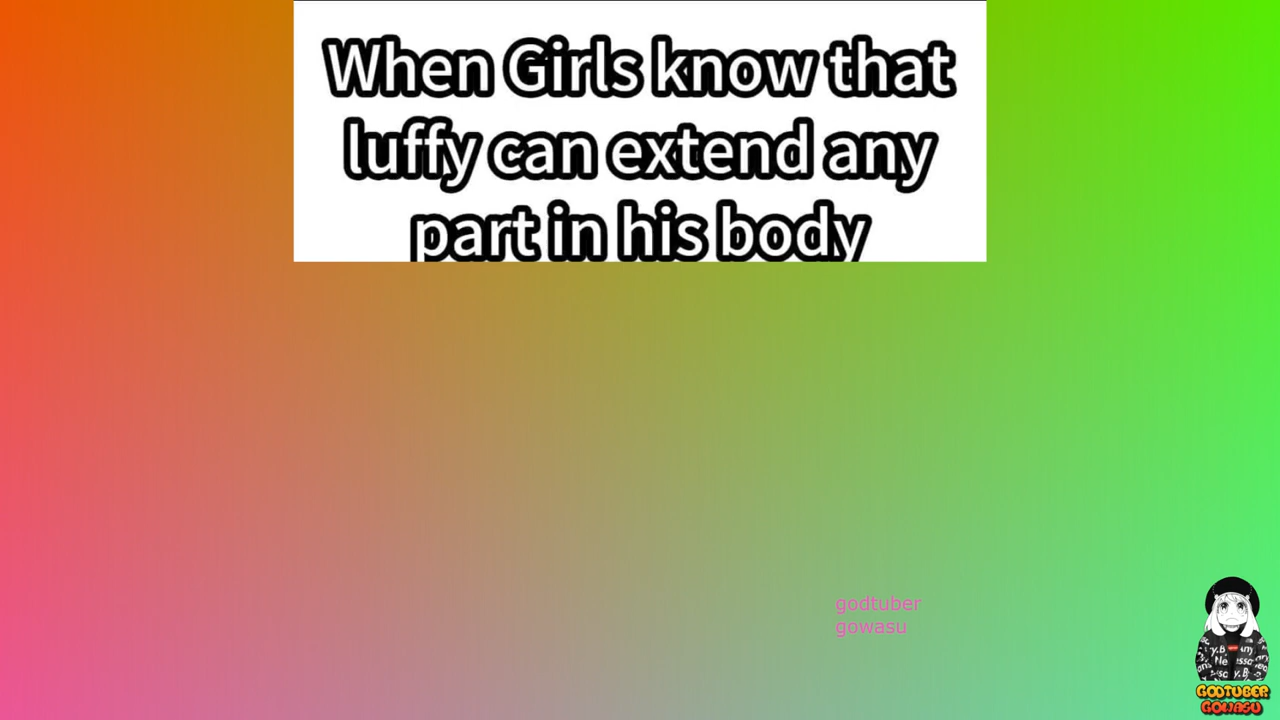 When Girls know that
luffy can extend any
part in his body
godtuber
gowasu
GODTUBER
GOWASU